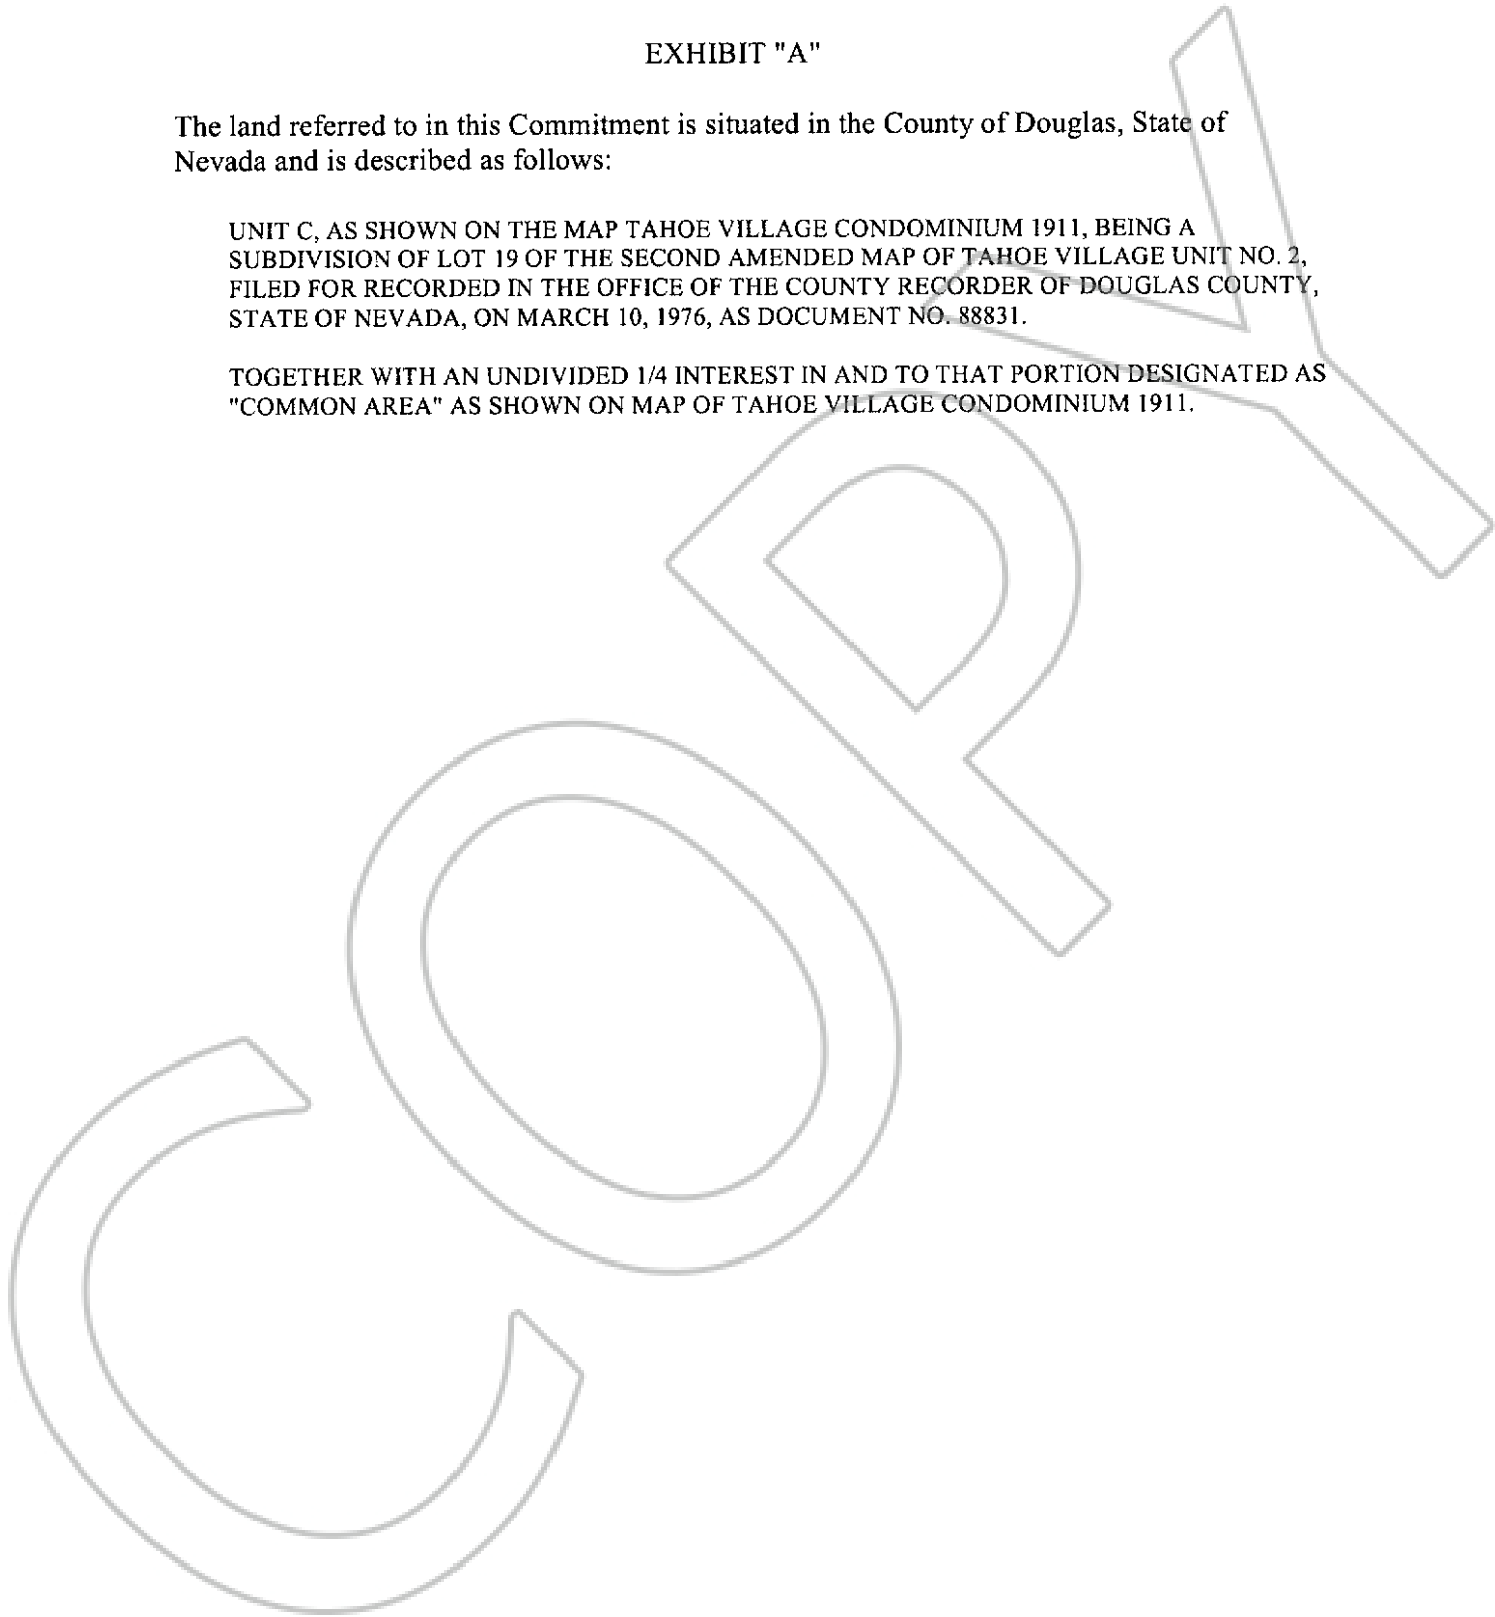 EXHIBIT "A"
The land referred to in this Commitment is situated in the County of Douglas, State of
Nevada and is described as follows:
UNIT C, AS SHOWN ON THE MAP TAHOE VILLAGE CONDOMINIUM 1911, BEING A
SUBDIVISION OF LOT 19 OF THE SECOND AMENDED MAP OF TAHOE VILLAGE UNIT NO. 2,
FILED FOR RECORDED IN THE OFFICE OF THE COUNTY RECORDER OF DOUGLAS COUNTY,
STATE OF NEVADA, ON MARCH 10, 1976, AS DOCUMENT NO. 88831.
TOGETHER WITH AN UNDIVIDED 1/4 INTEREST IN AND TO THAT PORTION DESIGNATED AS
"COMMON AREA" AS SHOWN ON MAP OF TAHOE VILLAGE CONDOMINIUM 1911.
COPY